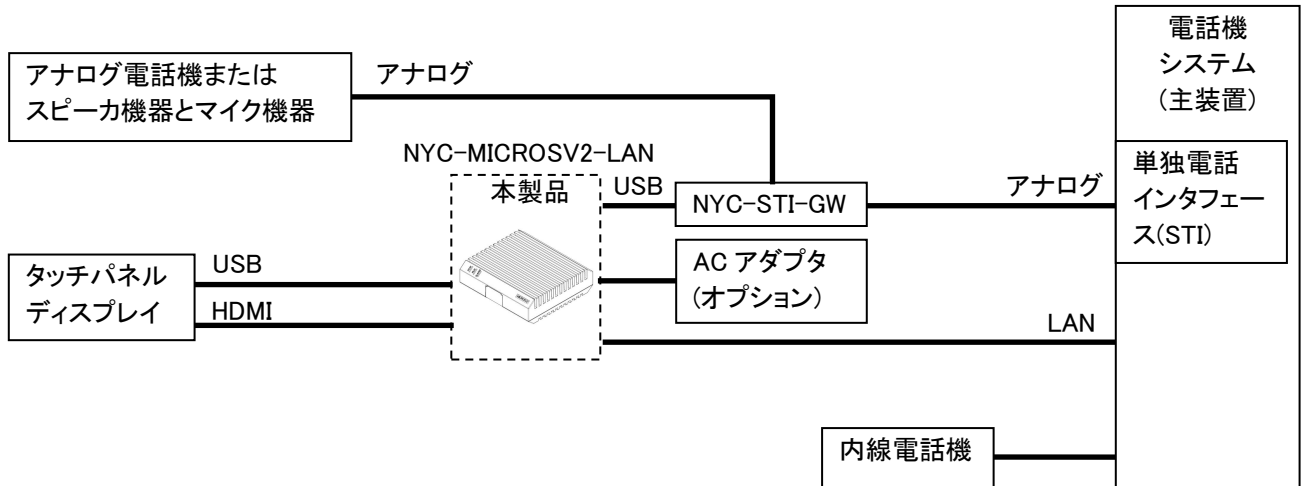 電話機
システム
(主装置)
アナログ電話機または
スピーカ機器とマイク機器
アナログ
NYC-MICROSV2-LAN
本製品
USB
NYC-STI-GW
アナログ
単独電話
インタフェー
ス(STI)
タッチパネル
ディスプレイ
USB
HDMI
AC アダプタ
(オプション)
LAN
内線電話機